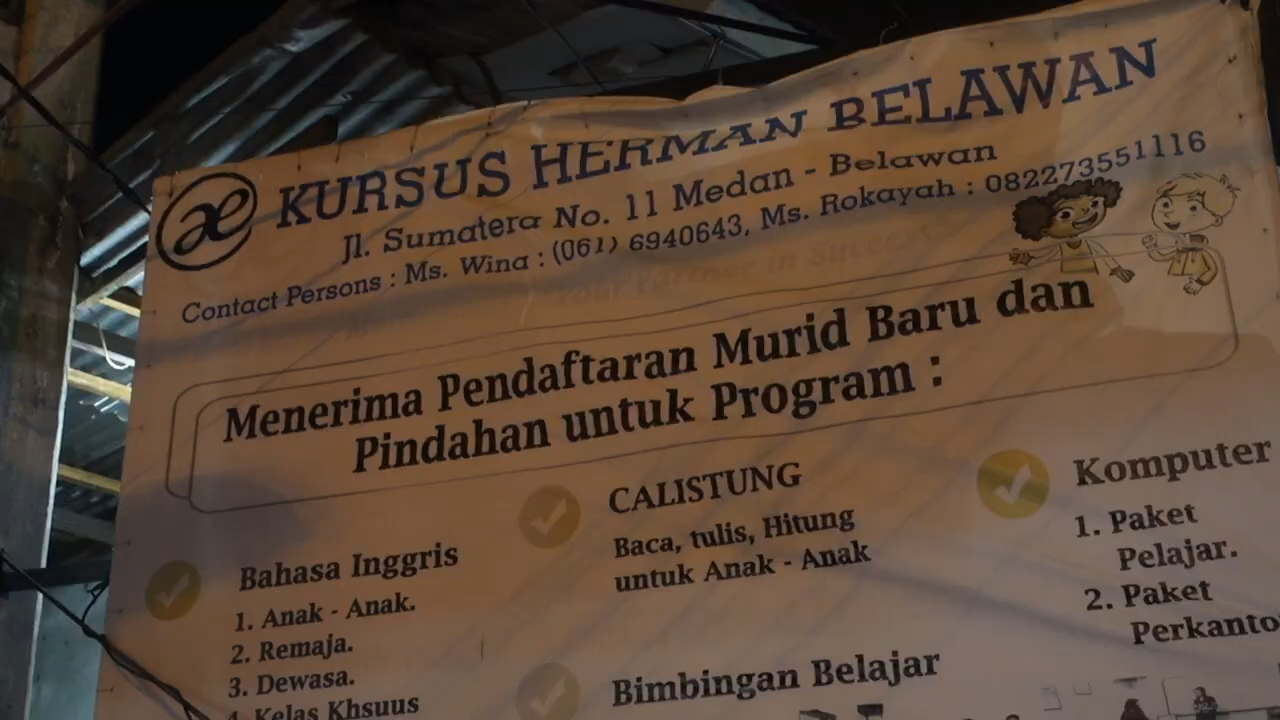 KURSUS HERMAN BELAWAN
Jl. Sumatera No. 11 Medan - Belawan
Contact Persons : Ms. Wina : (061) 6940643, Ms. Rokayah : 082273551116
Menerima Pendaftaran Murid Baru dan
Pindahan untuk Program :
Bahasa Inggris
1. Anak - Anak.
2. Remaja.
3. Dewasa.
4. Kelas Khsuus
CALISTUNG
Baca, tulis, Hitung
untuk Anak - Anak
Bimbingan Belajar
Komputer
1. Paket
Pelajar.
2. Paket
Perkanto